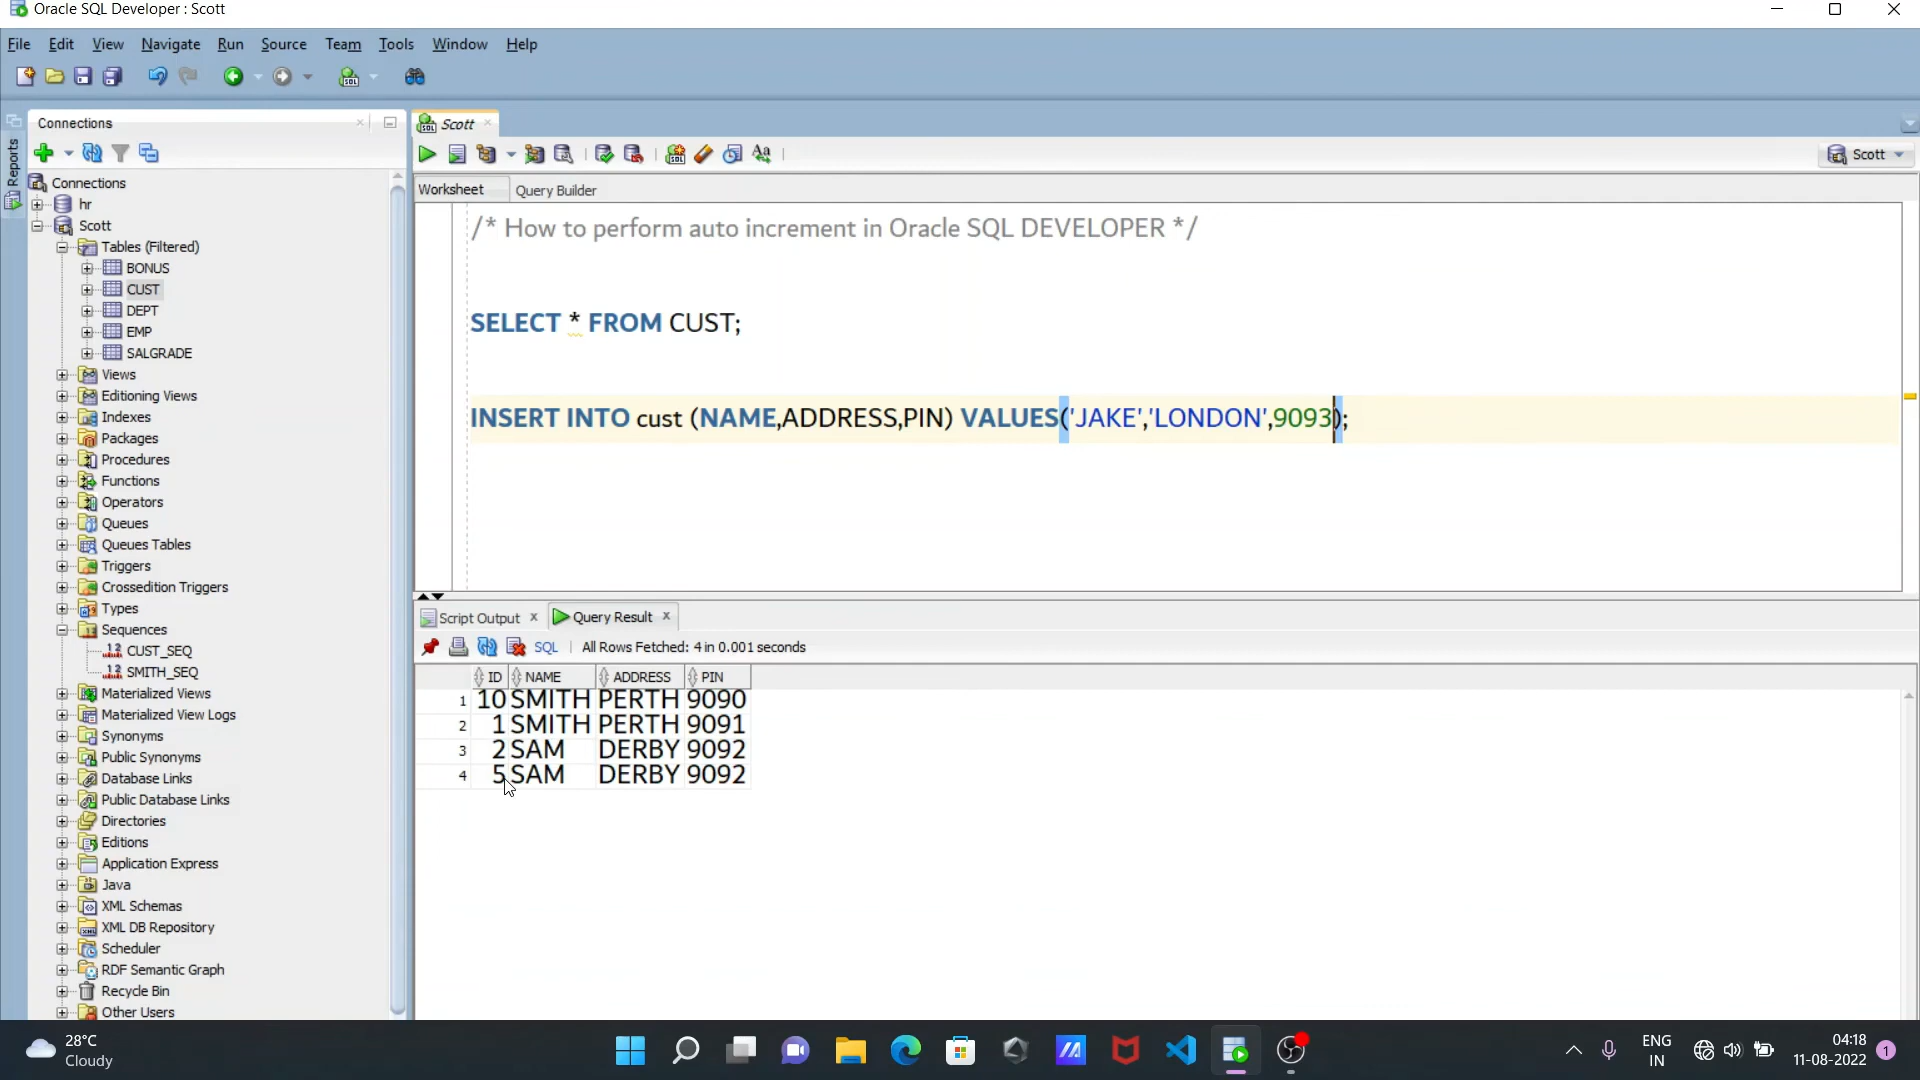 Oracle SQL Developer : Scott
File Edit View Navigate Run Source Team Tools Window Help
Connections
Scott
Reports
Scott
Connections
hr
Scott
Tables (Filtered)
BONUS
CUST
DEPT
EMP
SALGRADE
Views
Editioning Views
Indexes
Packages
Procedures
Functions
Operators
Queues
Queues Tables
Triggers
Crossedition Triggers
Types
Sequences
CUST_SEQ
SMITH_SEQ
Materialized Views
Materialized View Logs
Synonyms
Public Synonyms
Database Links
Public Database Links
Directories
Editions
Application Express
Java
XML Schemas
XML DB Repository
Scheduler
RDF Semantic Graph
Recycle Bin
Other Users
Worksheet Query Builder
/* How to perform auto increment in Oracle SQL DEVELOPER */
SELECT * FROM CUST;
INSERT INTO cust (NAME,ADDRESS,PIN) VALUES('JAKE','LONDON',9093);
Script Output Query Result
SQL All Rows Fetched: 4 in 0.001 seconds
ID NAME ADDRESS PIN
1 10 SMITH PERTH 9090
2 1 SMITH PERTH 9091
3 2 SAM DERBY 9092
4 5 SAM DERBY 9092
28°C
Cloudy
ENG
IN
04:18
11-08-2022
1